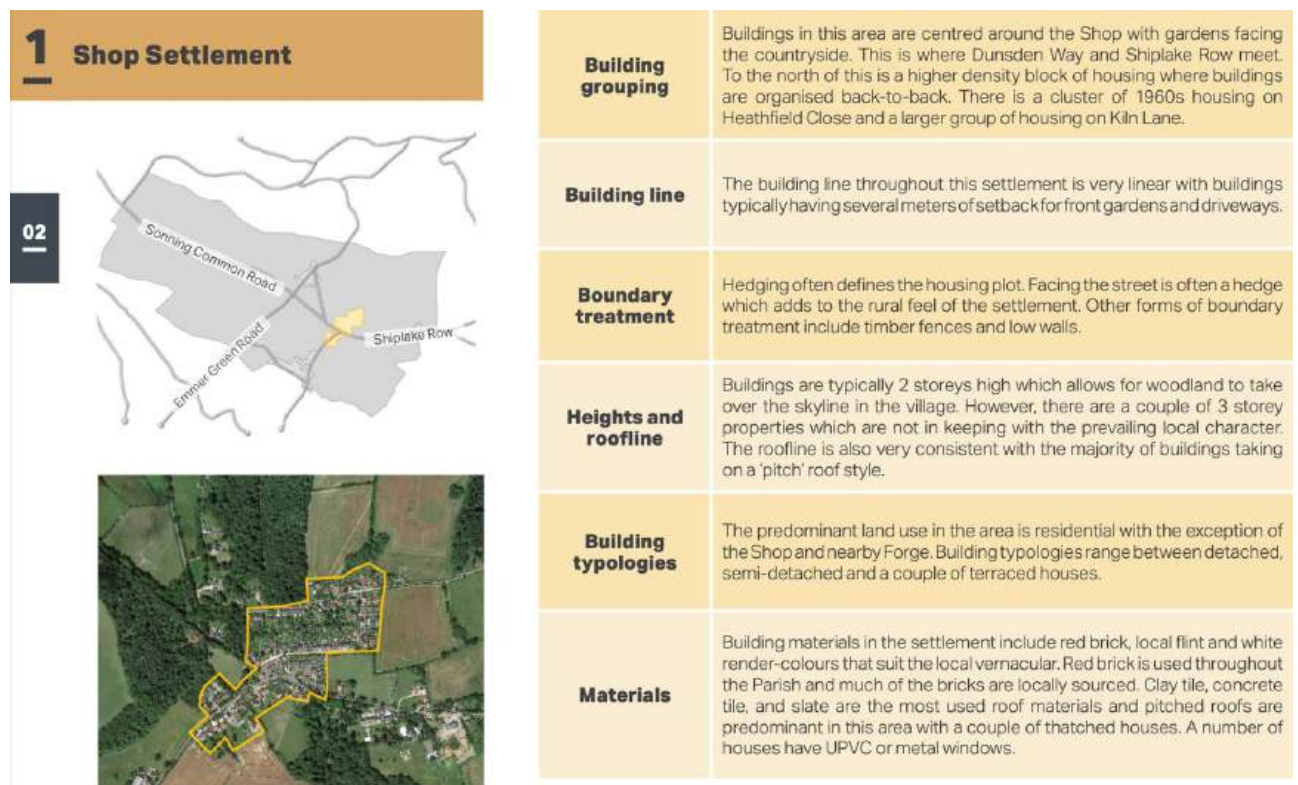 1 Shop Settlement
02
Sonning Common Road
Emmer Green Road
Shiplake Row
Building
grouping
Buildings in this area are centred around the Shop with gardens facing
the countryside. This is where Dunsden Way and Shiplake Row meet.
To the north of this is a higher density block of housing where buildings
are organised back-to-back. There is a cluster of 1960s housing on
Heathfield Close and a larger group of housing on Kiln Lane.
Building line
The building line throughout this settlement is very linear with buildings
typically having several meters of setback for front gardens and driveways.
Boundary
treatment
Hedging often defines the housing plot. Facing the street is often a hedge
which adds to the rural feel of the settlement. Other forms of boundary
treatment include timber fences and low walls.
Heights and
roofline
Buildings are typically 2 storeys high which allows for woodland to take
over the skyline in the village. However, there are a couple of 3 storey
properties which are not in keeping with the prevailing local character.
The roofline is also very consistent with the majority of buildings taking
on a 'pitch' roof style.
Building
typologies
The predominant land use in the area is residential with the exception of
the Shop and nearby Forge. Building typologies range between detached,
semi-detached and a couple of terraced houses.
Materials
Building materials in the settlement include red brick, local flint and white
render-colours that suit the local vernacular. Red brick is used throughout
the Parish and much of the bricks are locally sourced. Clay tile, concrete
tile, and slate are the most used roof materials and pitched roofs are
predominant in this area with a couple of thatched houses. A number of
houses have UPVC or metal windows.